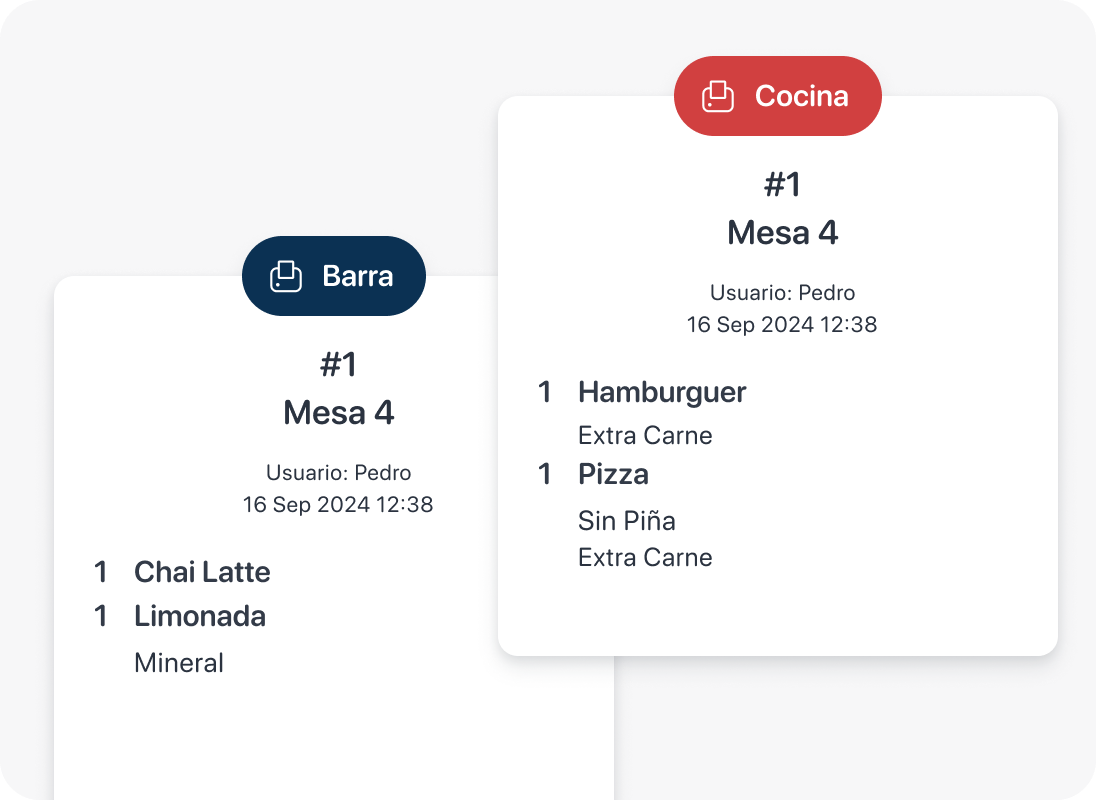 Cocina
#1
Mesa 4
Usuario: Pedro
16 Sep 2024 12:38
1 Hamburguer
Extra Carne
1 Pizza
Sin Piña
Extra Carne
Barra
#1
Mesa 4
Usuario: Pedro
16 Sep 2024 12:38
1 Chai Latte
1 Limonada
Mineral